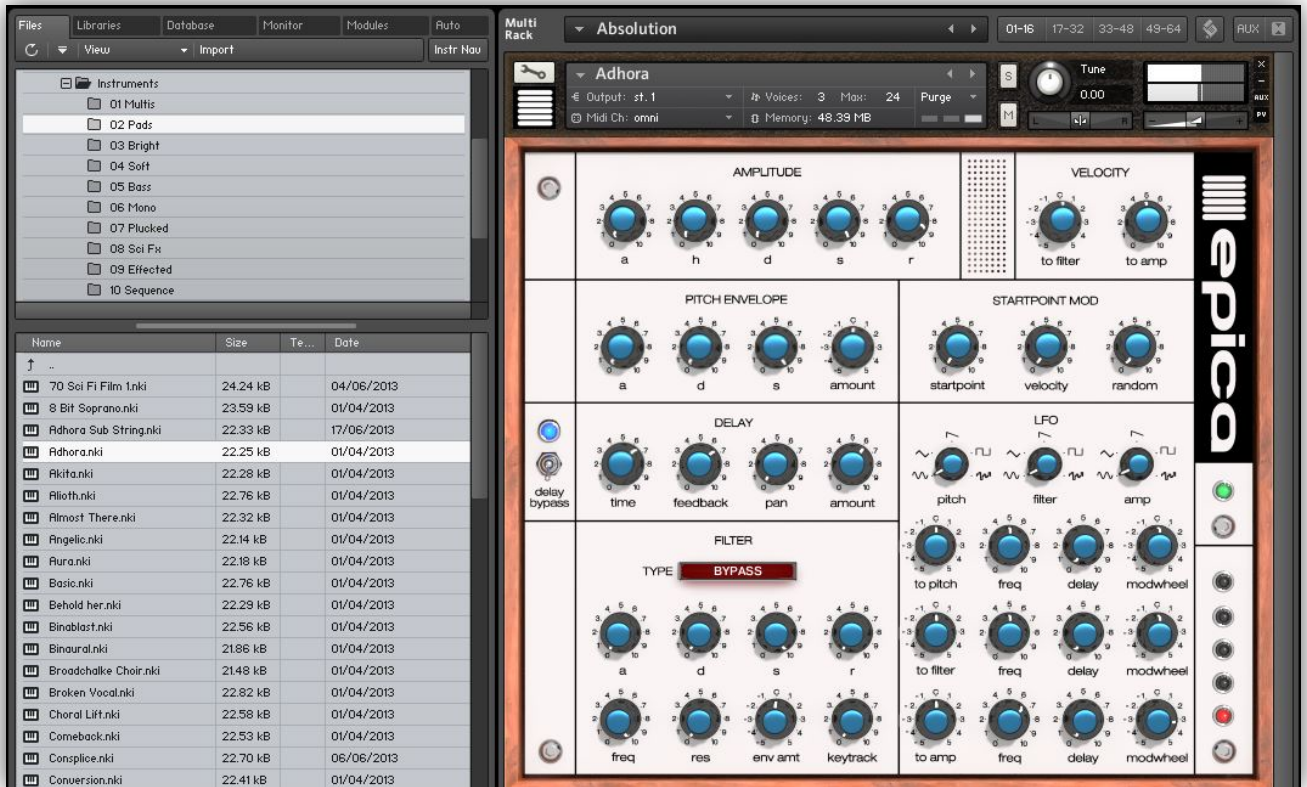 Files Libraries Database Monitor Modules Auto
View Import Instr Nav
Instruments
01 Multis
02 Pads
03 Bright
04 Soft
05 Bass
06 Mono
07 Plucked
08 Sci Fx
09 Effected
10 Sequence
Name Size Te... Date
..
70 Sci Fi Film 1.nki 24.24 kB 04/06/2013
8 Bit Soprano.nki 23.59 kB 01/04/2013
Adhora Sub String.nki 22.33 kB 17/06/2013
Adhora.nki 22.25 kB 01/04/2013
Akita.nki 22.28 kB 01/04/2013
Alioth.nki 22.76 kB 01/04/2013
Almost There.nki 22.32 kB 01/04/2013
Angelic.nki 22.14 kB 01/04/2013
Aura.nki 22.18 kB 01/04/2013
Basic.nki 22.76 kB 01/04/2013
Behold her.nki 22.29 kB 01/04/2013
Binablast.nki 22.56 kB 01/04/2013
Binaural.nki 21.86 kB 01/04/2013
Broadchalke Choir.nki 21.48 kB 01/04/2013
Broken Vocal.nki 22.82 kB 01/04/2013
Choral Lift.nki 22.58 kB 01/04/2013
Comeback.nki 22.53 kB 01/04/2013
Consplice.nki 22.70 kB 06/06/2013
Conversion.nki 22.41 kB 01/04/2013
Multi Rack
Absolution 01-16 17-32 33-48 49-64 AUX
Adhora S Tune
Output: st. 1 Voices: 3 Max: 24 Purge 0.00 AUX
Midi Ch: omni Memory: 48.39 MB M L R PV
AMPLITUDE
a h d s r
VELOCITY
to filter to amp
epica
PITCH ENVELOPE
a d s amount
STARTPOINT MOD
startpoint velocity random
DELAY
delay bypass
time feedback pan amount
LFO
pitch filter amp
to pitch freq delay modwheel
to filter freq delay modwheel
to amp freq delay modwheel
FILTER
TYPE BYPASS
a d s r
freq res env amt keytrack